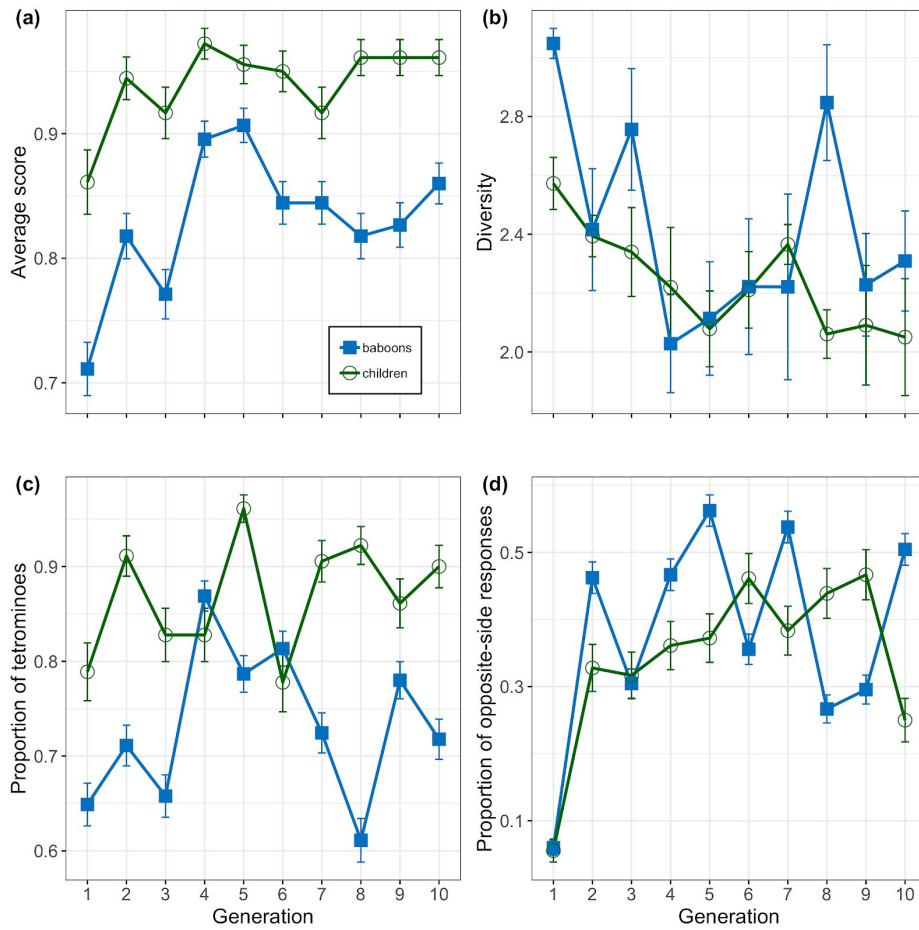 (a)
Average score
0.9
0.8
0.7
baboons
children
(b)
Diversity
2.8
2.4
2.0
(c)
Proportion of tetrominoes
0.9
0.8
0.7
0.6
1 2 3 4 5 6 7 8 9 10
Generation
(d)
Proportion of opposite-side responses
0.5
0.3
0.1
1 2 3 4 5 6 7 8 9 10
Generation